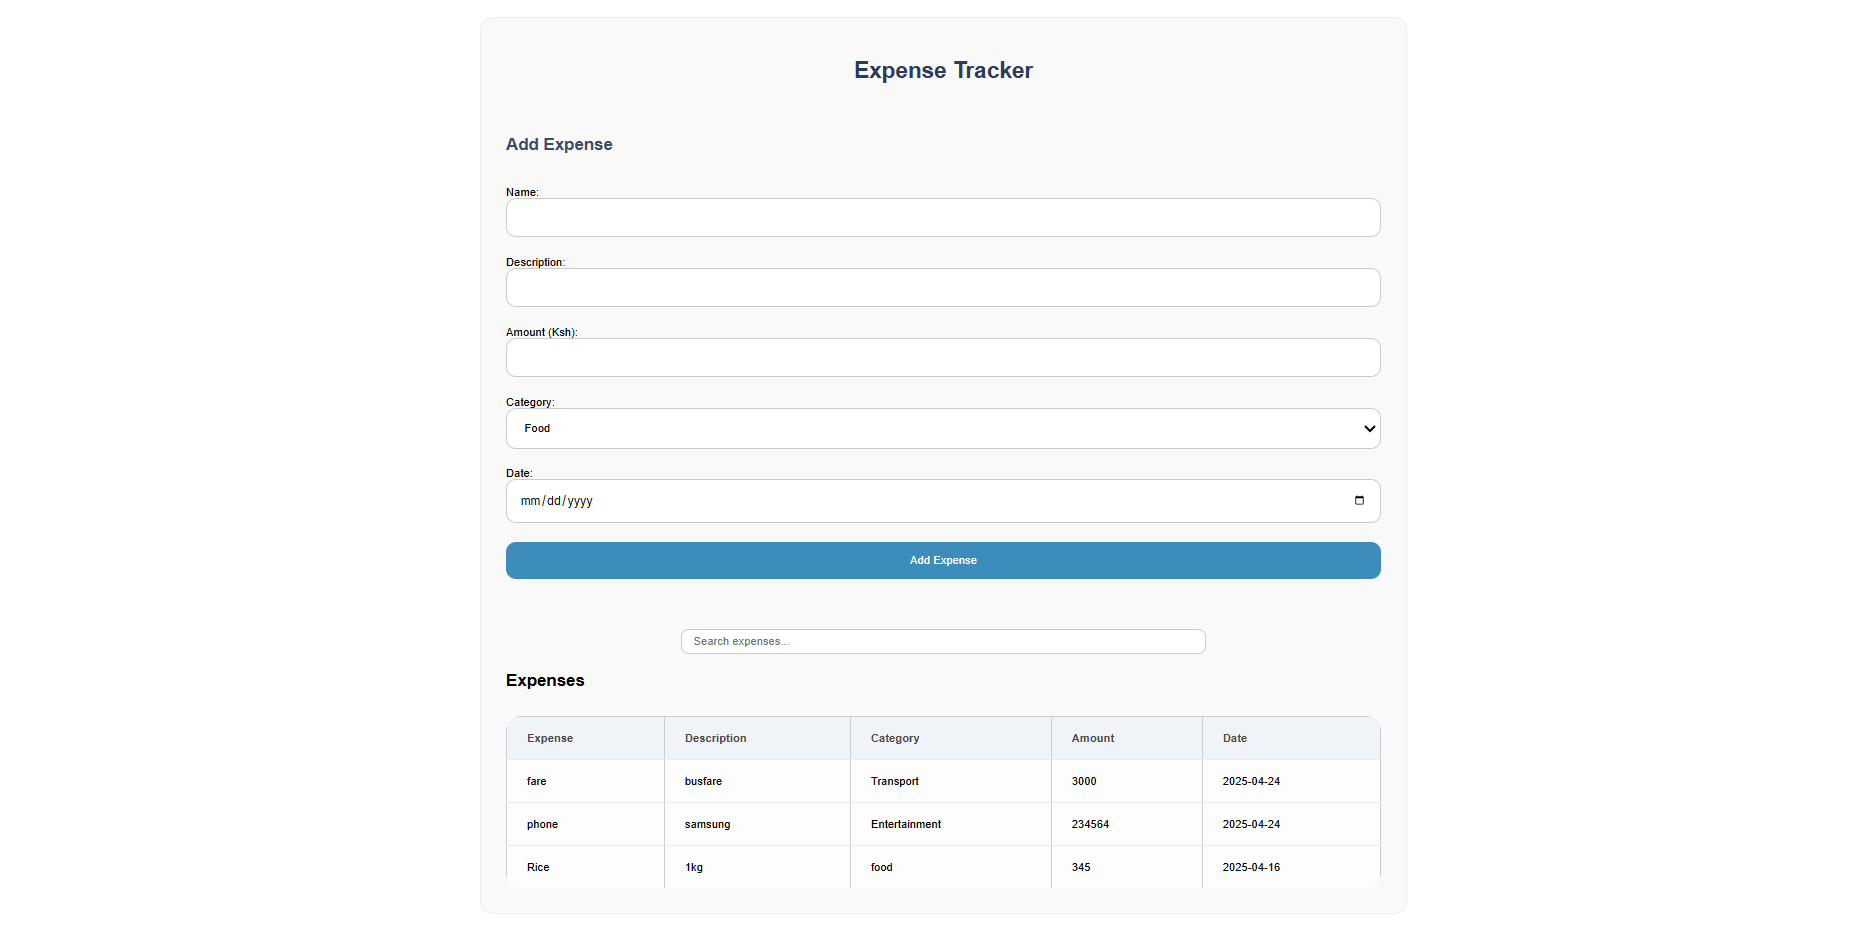 Expense Tracker
Add Expense
Name:
Description:
Amount (Ksh):
Category:
Food
Date:
mm/dd/yyyy
Add Expense
Search expenses...
Expenses
Expense Description Category Amount Date
fare busfare Transport 3000 2025-04-24
phone samsung Entertainment 234564 2025-04-24
Rice 1kg food 345 2025-04-16